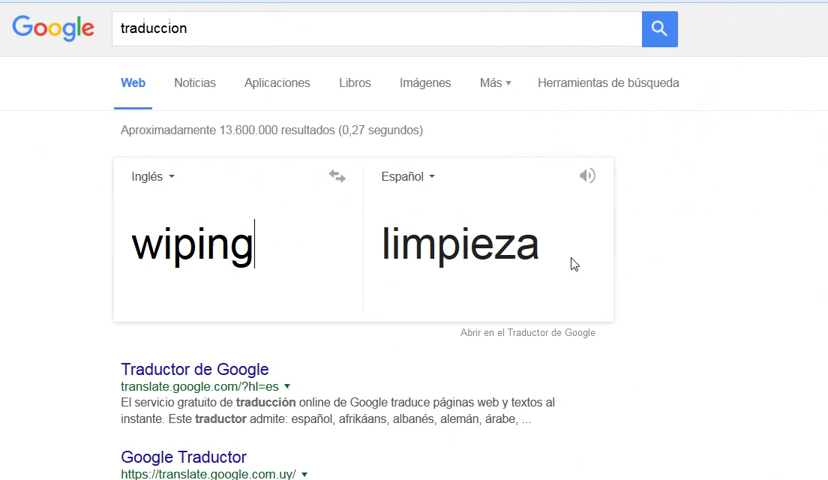 Google traduccion
Web Noticias Aplicaciones Libros Imágenes Más Herramientas de búsqueda
Aproximadamente 13.600.000 resultados (0,27 segundos)
Inglés Español
wiping limpieza
Abrir en el Traductor de Google
Traductor de Google
translate.google.com/?hl=es
El servicio gratuito de traducción online de Google traduce páginas web y textos al
instante. Este traductor admite: español, afrikáans, albanés, alemán, árabe, ...
Google Traductor
https://translate.google.com.uy/